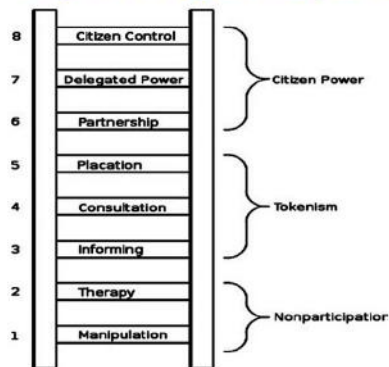 8 Citizen Control
7 Delegated Power Citizen Power
6 Partnership
5 Placation
4 Consultation Tokenism
3 Informing
2 Therapy
Nonparticipation
1 Manipulation